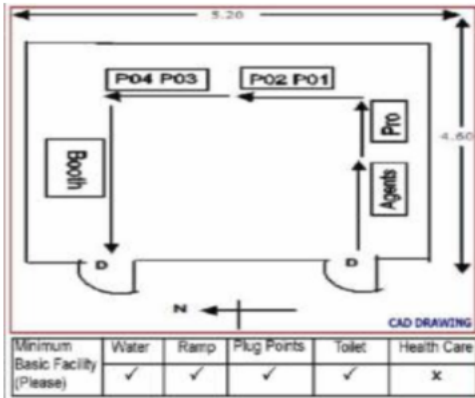 5.20
P04 P03
P02 P01
Pro
4.60
Booth
Agents
D
D
N
CAD DRAWING
Minimum Basic Facility (Please) Water Ramp Plug Points Toilet Health Care
✓ ✓ ✓ ✓ x